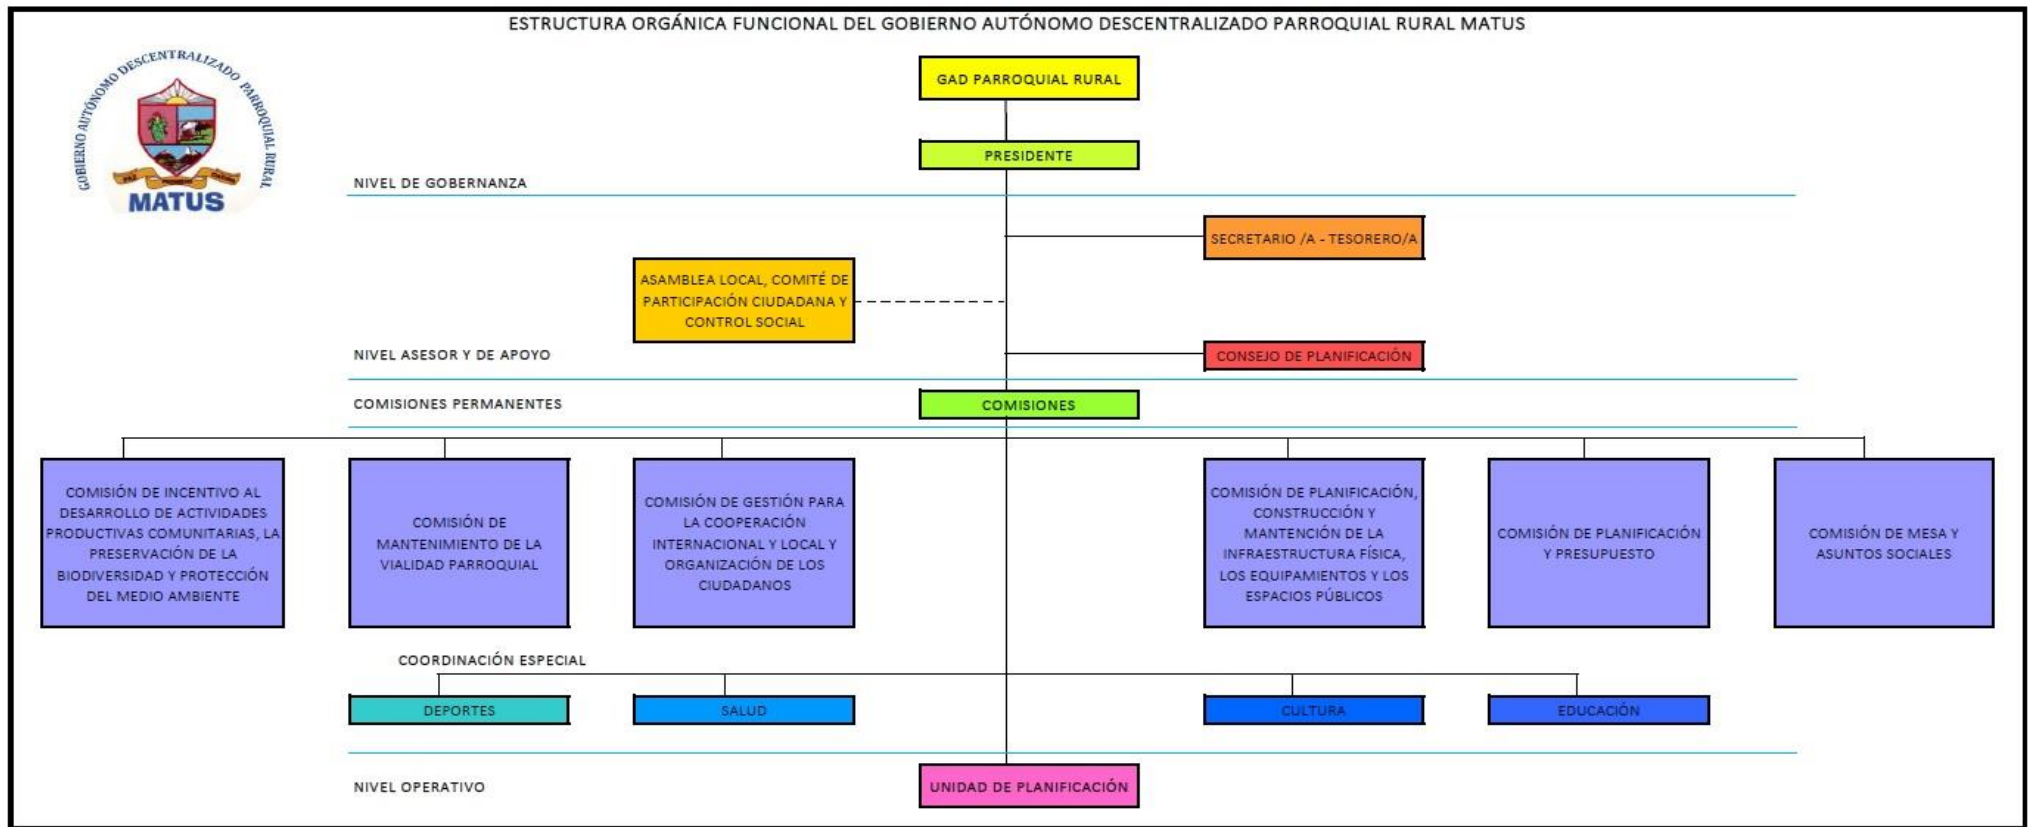 ESTRUCTURA ORGÁNICA FUNCIONAL DEL GOBIERNO AUTÓNOMO DESCENTRALIZADO PARROQUIAL RURAL MATUS
GOBIERNO AUTÓNOMO DESCENTRALIZADO PARROQUIAL RURAL
MATUS
GAD PARROQUIAL RURAL
PRESIDENTE
NIVEL DE GOBERNANZA
SECRETARIO /A - TESORERO/A
ASAMBLEA LOCAL, COMITÉ DE
PARTICIPACIÓN CIUDADANA Y
CONTROL SOCIAL
NIVEL ASESOR Y DE APOYO
CONSEJO DE PLANIFICACIÓN
COMISIONES PERMANENTES
COMISIONES
COMISIÓN DE INCENTIVO AL
DESARROLLO DE ACTIVIDADES
PRODUCTIVAS COMUNITARIAS, LA
PRESERVACIÓN DE LA
BIODIVERSIDAD Y PROTECCIÓN
DEL MEDIO AMBIENTE
COMISIÓN DE
MANTENIMIENTO DE LA
VIALIDAD PARROQUIAL
COMISIÓN DE GESTIÓN PARA
LA COOPERACIÓN
INTERNACIONAL Y LOCAL Y
ORGANIZACIÓN DE LOS
CIUDADANOS
COMISIÓN DE PLANIFICACIÓN,
CONSTRUCCIÓN Y
MANTENCIÓN DE LA
INFRAESTRUCTURA FÍSICA,
LOS EQUIPAMIENTOS Y LOS
ESPACIOS PÚBLICOS
COMISIÓN DE PLANIFICACIÓN
Y PRESUPUESTO
COMISIÓN DE MESA Y
ASUNTOS SOCIALES
COORDINACIÓN ESPECIAL
DEPORTES
SALUD
CULTURA
EDUCACIÓN
NIVEL OPERATIVO
UNIDAD DE PLANIFICACIÓN